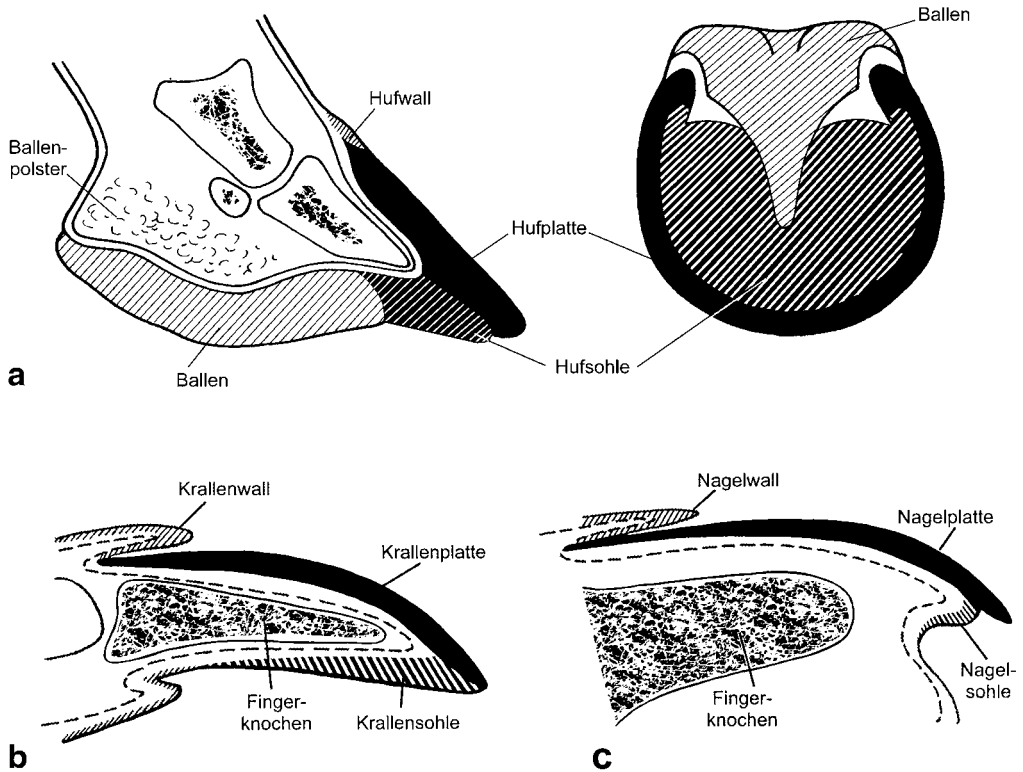 Ballen
Hufwall
Ballen-
polster
Hufplatte
Hufsohle
Ballen
a
Krallenwall
Krallenplatte
Finger-
knochen
Krallensohle
b
Nagelwall
Nagelplatte
Finger-
knochen
Nagel-
sohle
c